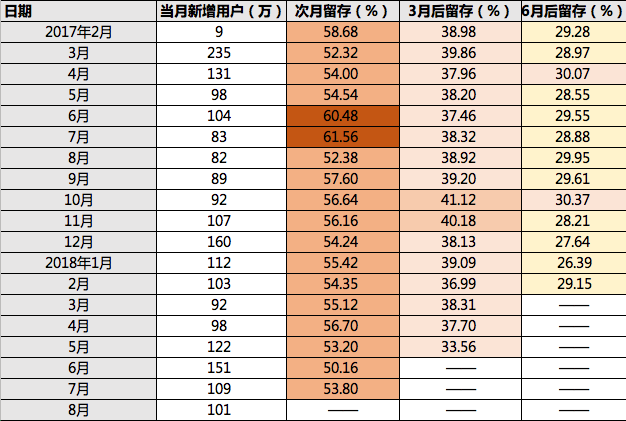 日期 当月新增用户（万） 次月留存（%） 3月后留存（%） 6月后留存（%）
2017年2月 9 58.68 38.98 29.28
3月 235 52.32 39.86 28.97
4月 131 54.00 37.96 30.07
5月 98 54.54 38.20 28.55
6月 104 60.48 37.46 29.55
7月 83 61.56 38.32 28.88
8月 82 52.38 38.92 29.95
9月 89 57.60 39.20 29.61
10月 92 56.64 41.12 30.37
11月 107 56.16 40.18 28.21
12月 160 54.24 38.13 27.64
2018年1月 112 55.42 39.09 26.39
2月 103 54.35 36.99 29.15
3月 92 55.12 38.31 ——
4月 98 56.70 37.70 ——
5月 122 53.20 33.56 ——
6月 151 50.16 —— ——
7月 109 53.80 —— ——
8月 101 —— —— ——